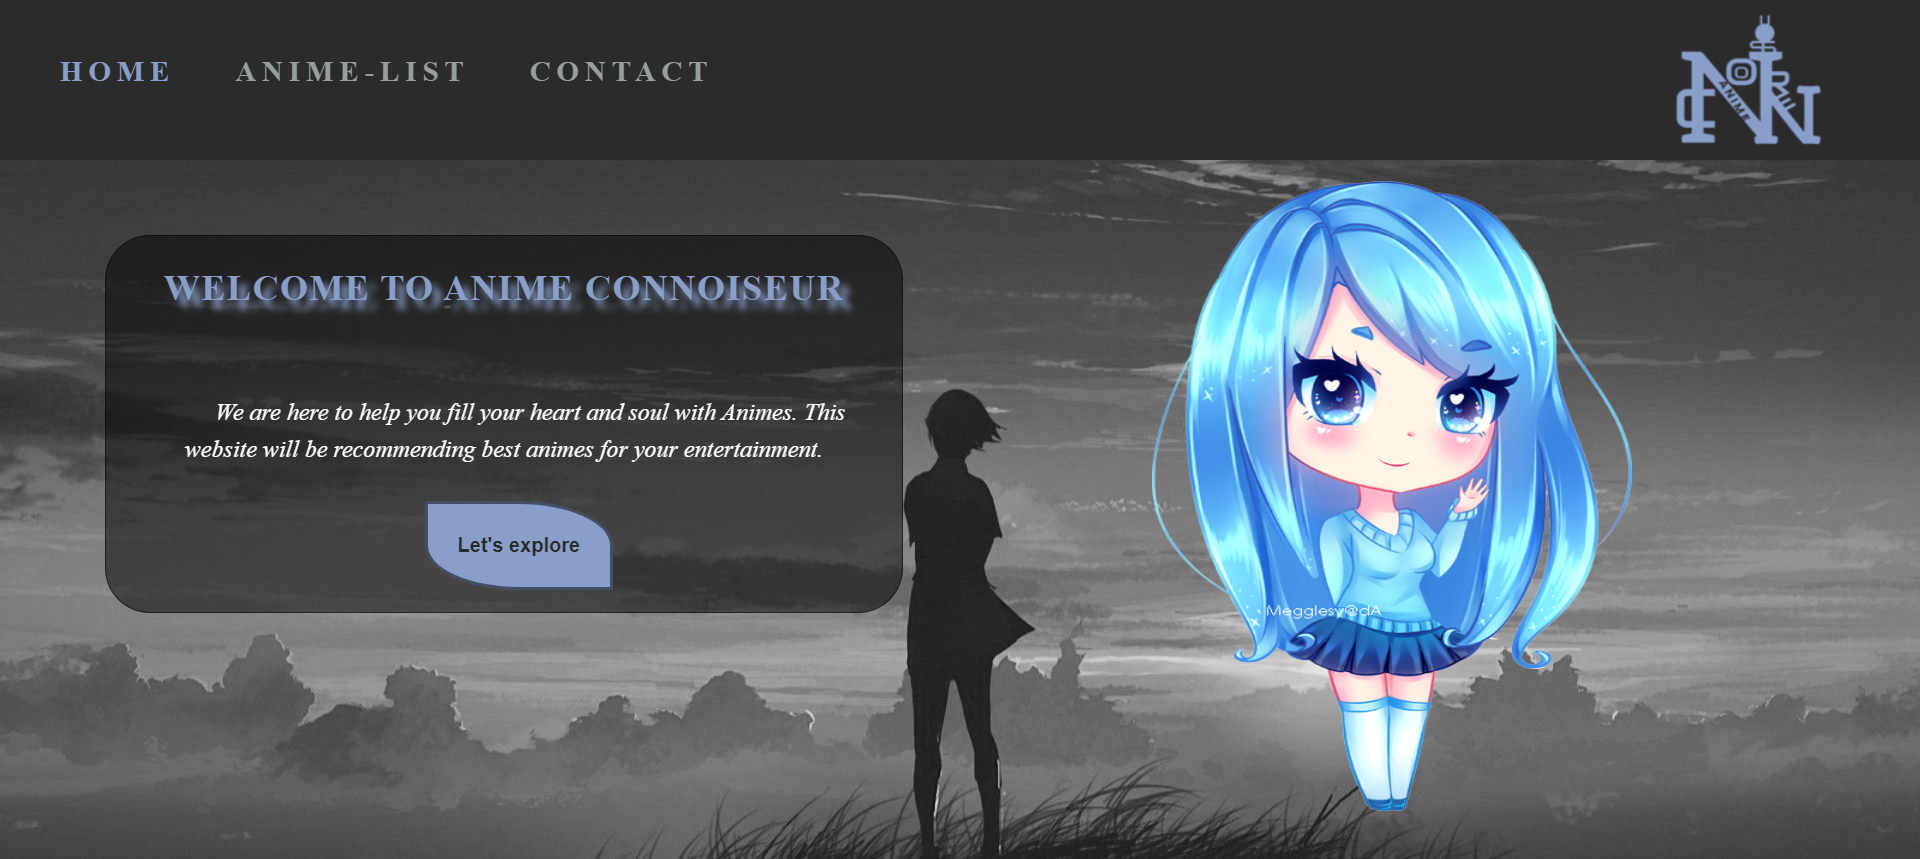 HOME ANIME-LIST CONTACT
ANIME
WELCOME TO ANIME CONNOISEUR
We are here to help you fill your heart and soul with Animes. This
website will be recommending best animes for your entertainment.
Let's explore
Megglesy@dA